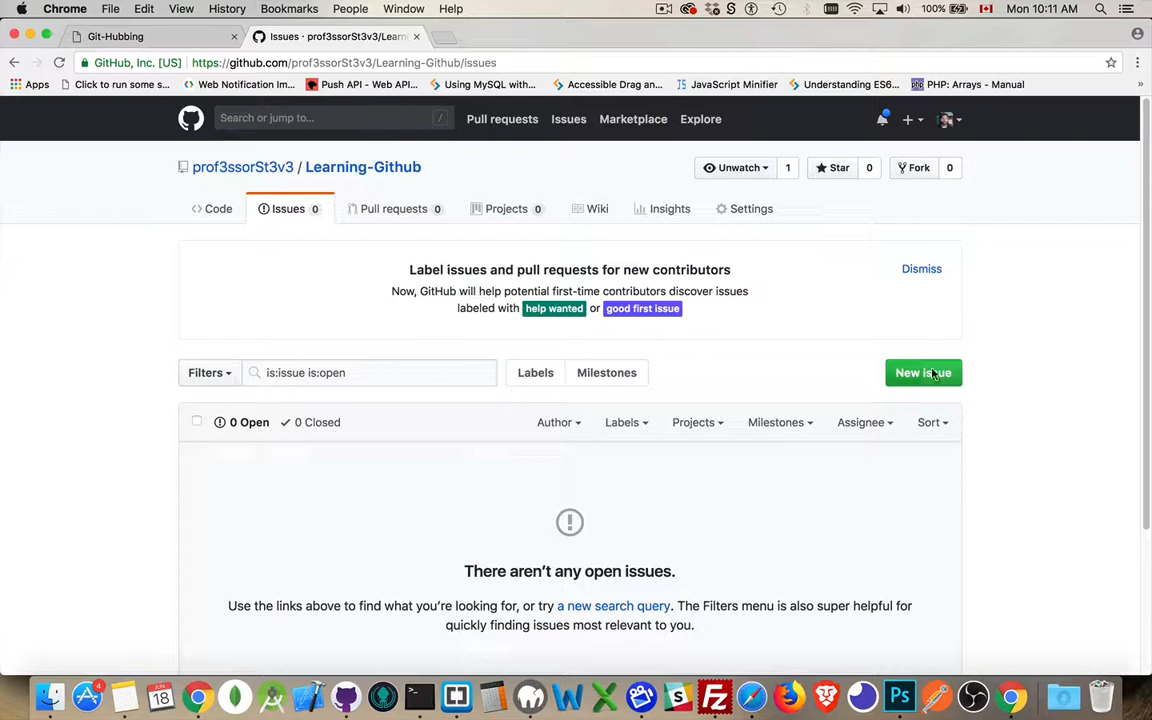 Chrome File Edit View History Bookmarks People Window Help 100% Mon 10:11 AM
Git-Hubbing Issues · prof3ssorSt3v3/Learni
GitHub, Inc. [US] https://github.com/prof3ssorSt3v3/Learning-Github/issues
Apps Click to run some s... Web Notification Im... Push API - Web API... Using MySQL with... Accessible Drag an... JavaScript Minifier Understanding ES6... PHP: Arrays - Manual
Search or jump to... / Pull requests Issues Marketplace Explore
prof3ssorSt3v3 / Learning-Github Unwatch 1 Star 0 Fork 0
Code Issues 0 Pull requests 0 Projects 0 Wiki Insights Settings
Label issues and pull requests for new contributors Dismiss
Now, GitHub will help potential first-time contributors discover issues
labeled with help wanted or good first issue
Filters is:issue is:open Labels Milestones New issue
0 Open 0 Closed Author Labels Projects Milestones Assignee Sort
There aren't any open issues.
Use the links above to find what you're looking for, or try a new search query. The Filters menu is also super helpful for
quickly finding issues most relevant to you.
4
JUN
18
Ps